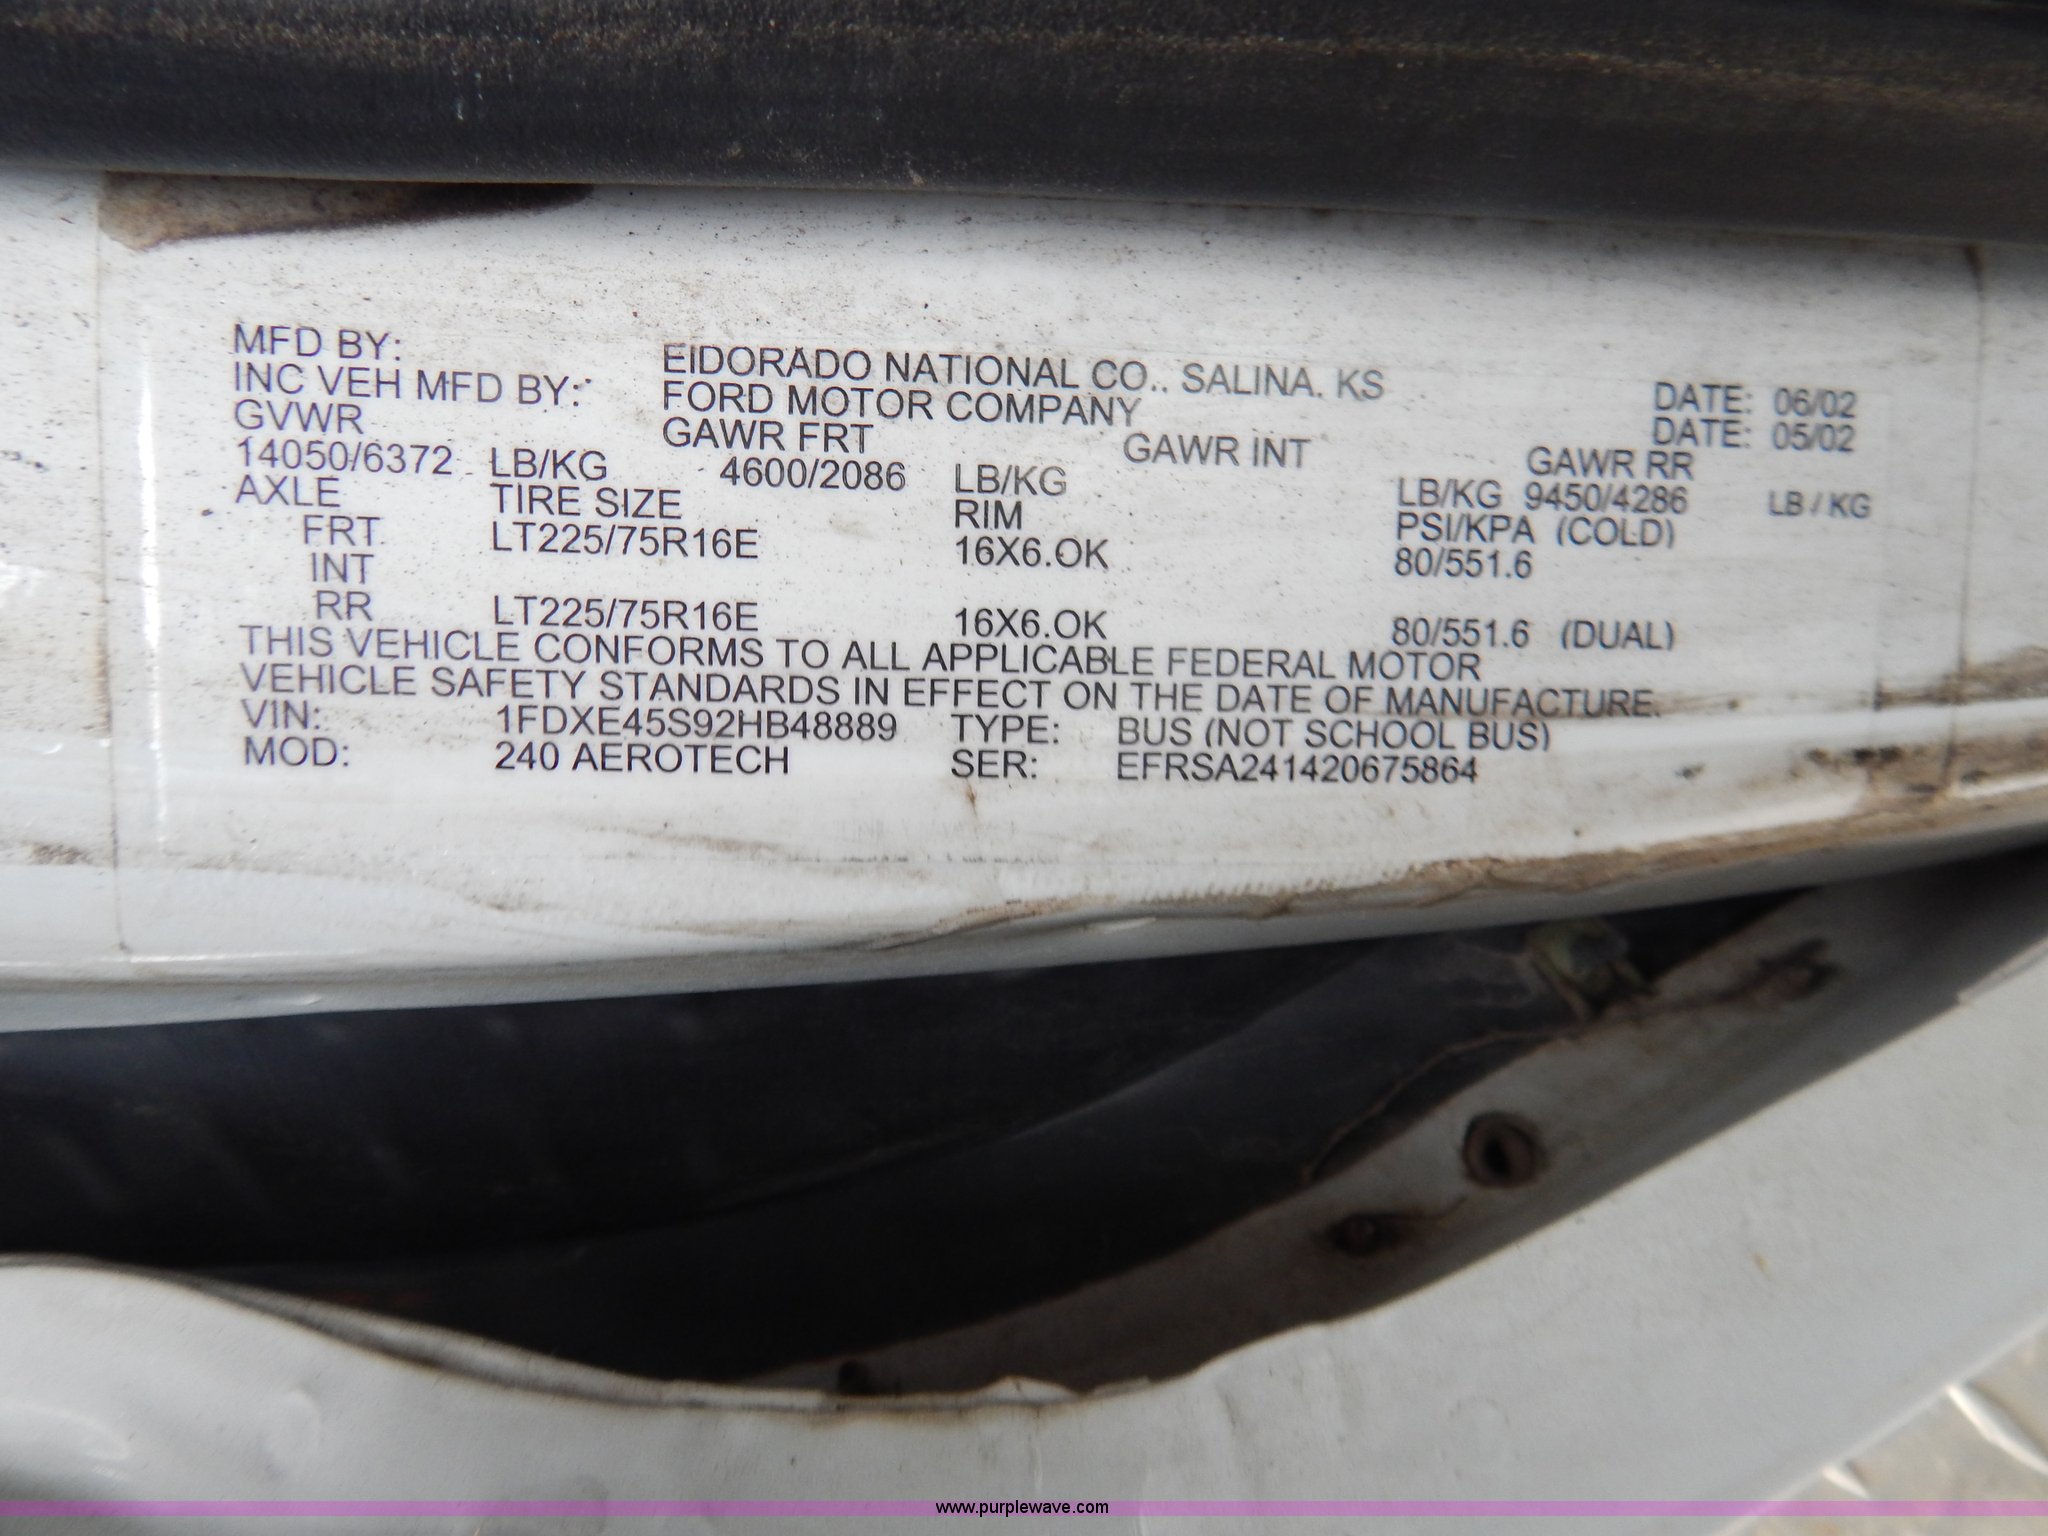 MFD BY: ElDORADO NATIONAL CO., SALINA, KS DATE: 06/02
INC VEH MFD BY: FORD MOTOR COMPANY DATE: 05/02
GVWR GAWR FRT GAWR INT GAWR RR
14050/6372 LB/KG 4600/2086 LB/KG LB/KG 9450/4286 LB / KG
AXLE TIRE SIZE RIM PSI/KPA (COLD)
FRT LT225/75R16E 16X6.OK 80/551.6
INT
RR LT225/75R16E 16X6.OK 80/551.6 (DUAL)
THIS VEHICLE CONFORMS TO ALL APPLICABLE FEDERAL MOTOR
VEHICLE SAFETY STANDARDS IN EFFECT ON THE DATE OF MANUFACTURE.
VIN: 1FDXE45S92HB48889 TYPE: BUS (NOT SCHOOL BUS)
MOD: 240 AEROTECH SER: EFRSA241420675864
www.purplewave.com